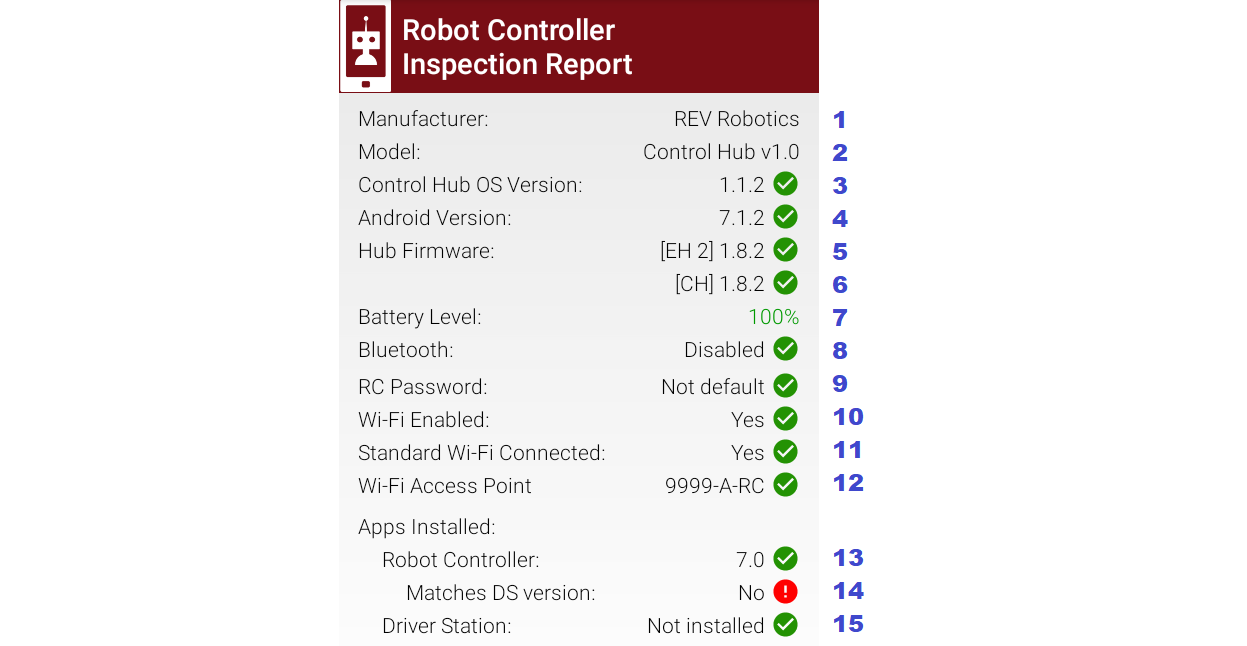 Robot Controller
Inspection Report
Manufacturer: REV Robotics 1
Model: Control Hub v1.0 2
Control Hub OS Version: 1.1.2 3
Android Version: 7.1.2 4
Hub Firmware: [EH 2] 1.8.2 5
[CH] 1.8.2 6
Battery Level: 100% 7
Bluetooth: Disabled 8
RC Password: Not default 9
Wi-Fi Enabled: Yes 10
Standard Wi-Fi Connected: Yes 11
Wi-Fi Access Point 9999-A-RC 12
Apps Installed:
Robot Controller: 7.0 13
Matches DS version: No 14
Driver Station: Not installed 15